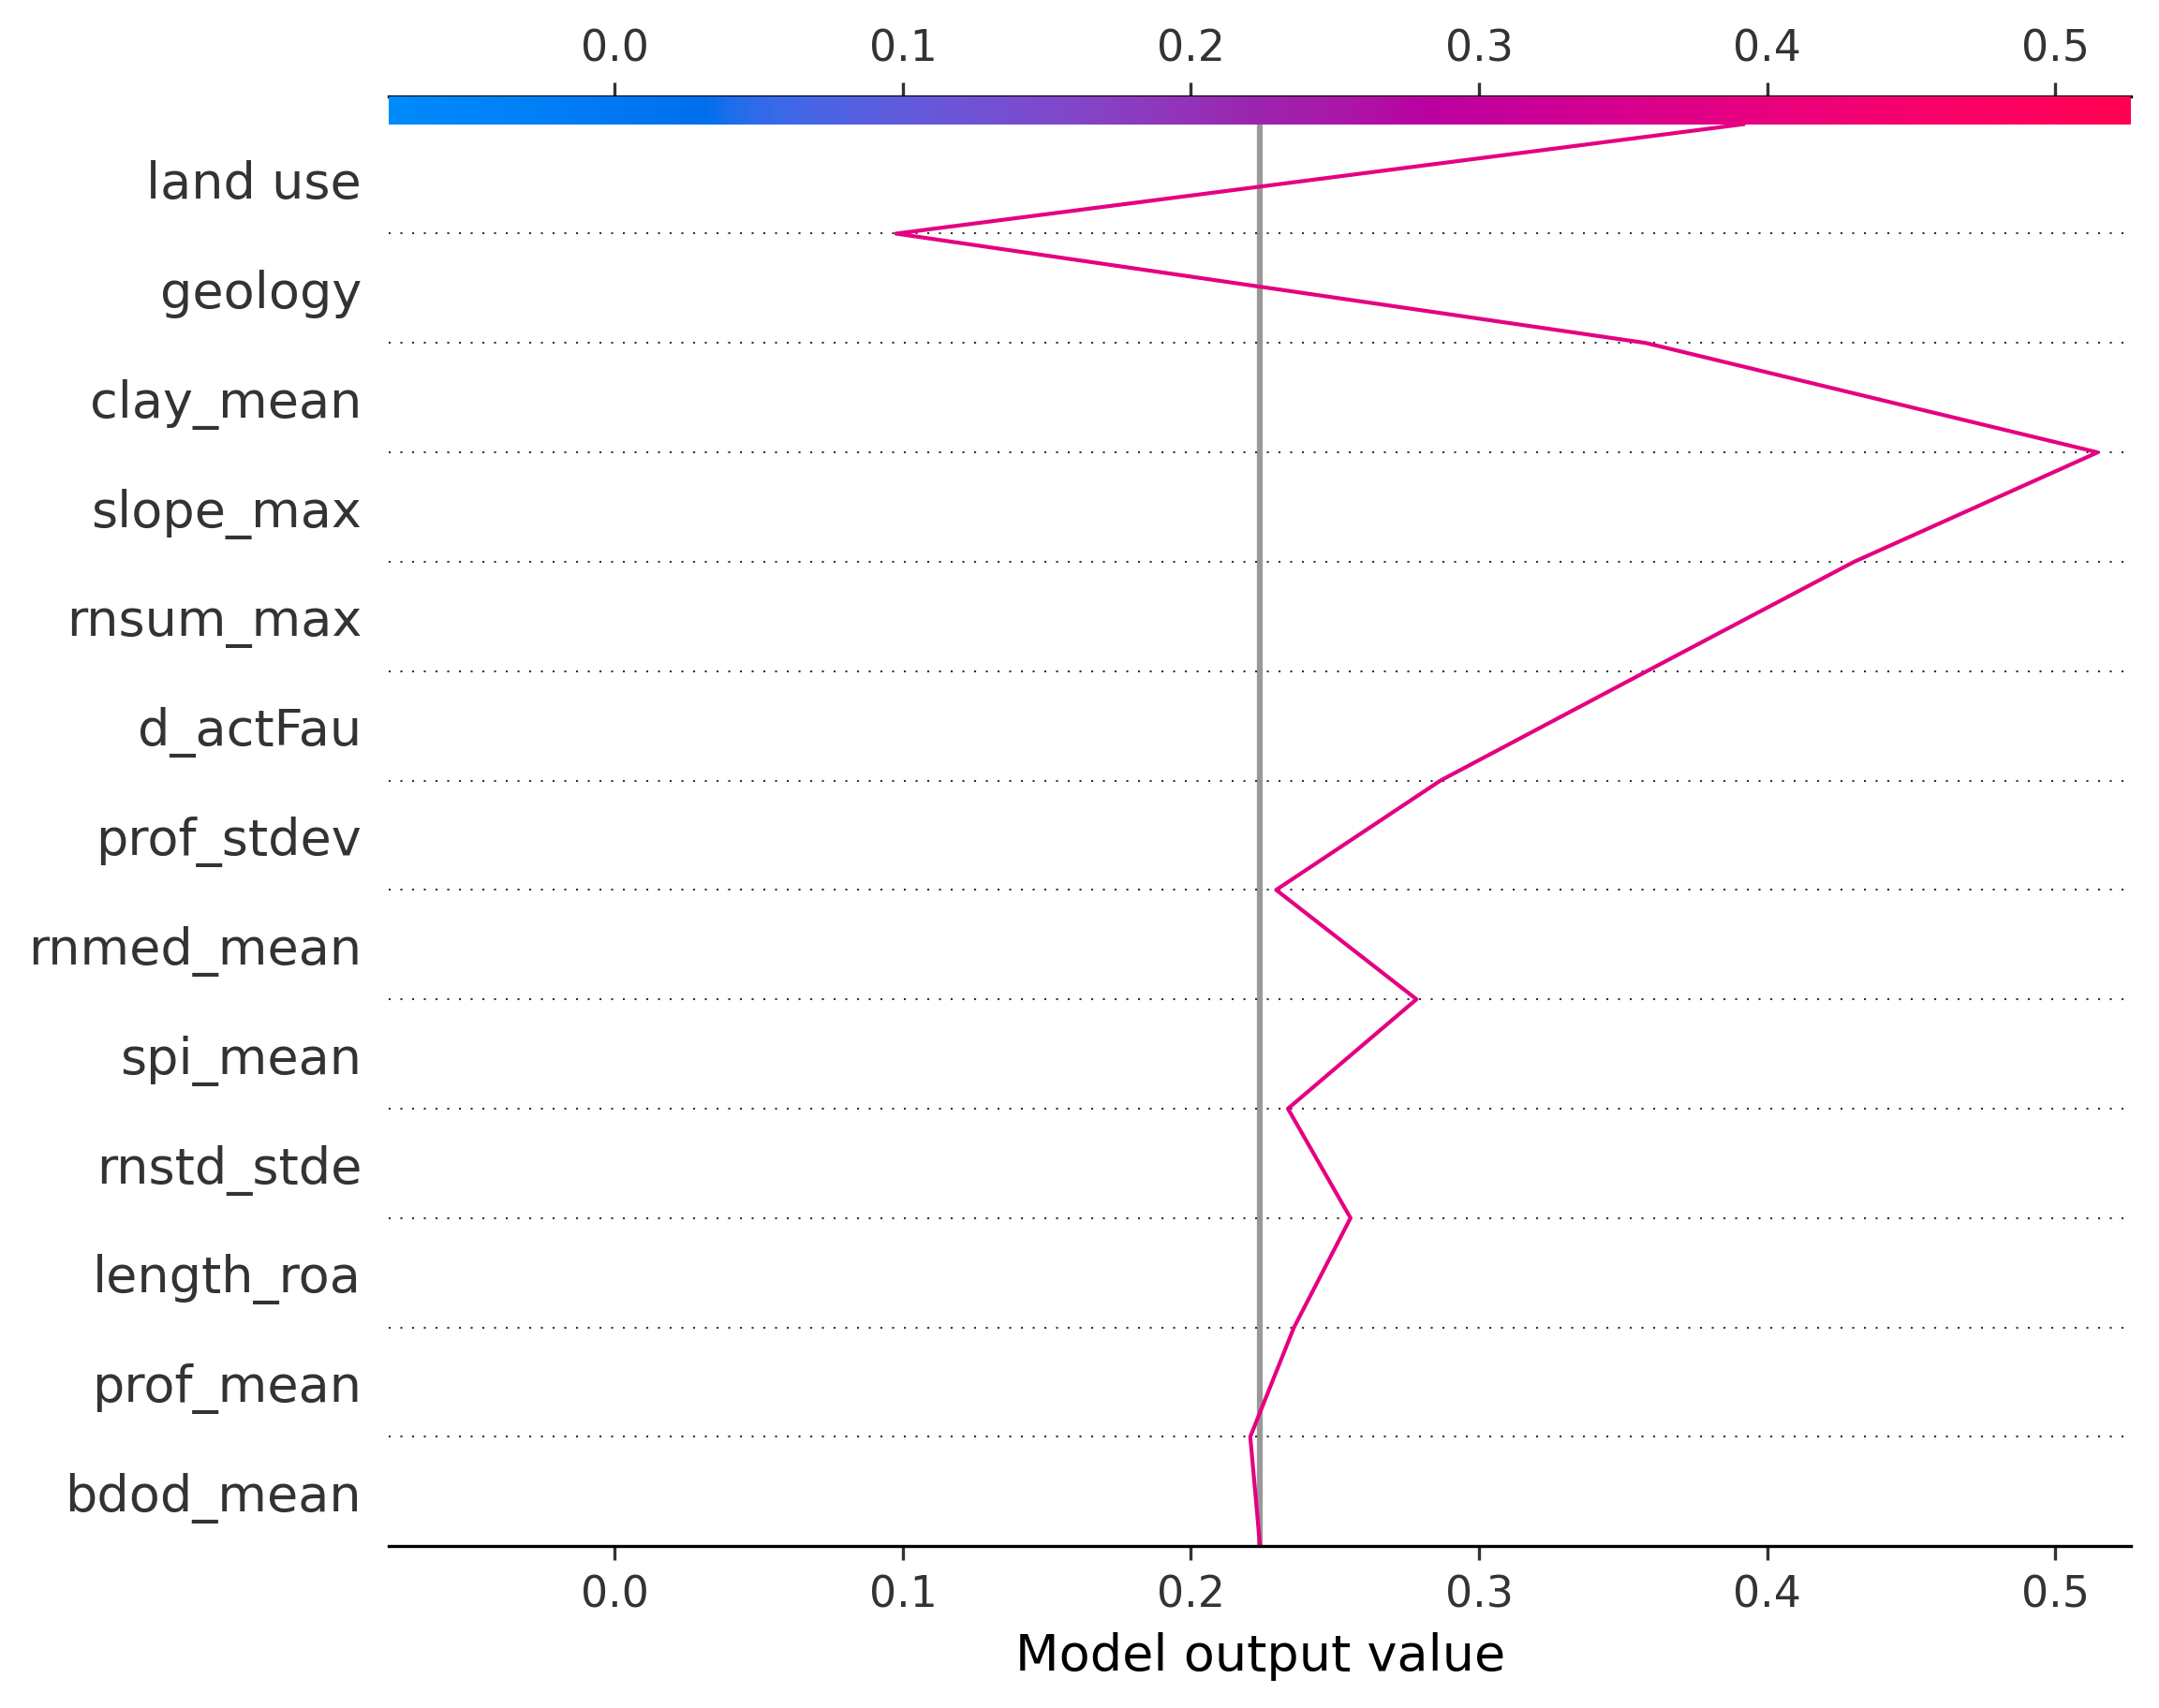 0.0 0.1 0.2 0.3 0.4 0.5
land use
geology
clay_mean
slope_max
rnsum_max
d_actFau
prof_stdev
rnmed_mean
spi_mean
rnstd_stde
length_roa
prof_mean
bdod_mean
0.0 0.1 0.2 0.3 0.4 0.5
Model output value